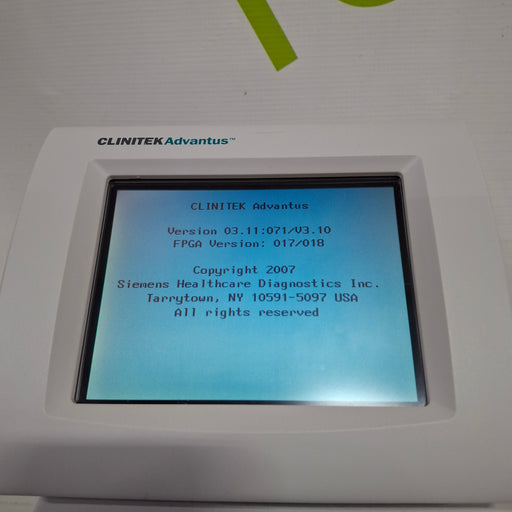 CLINITEK Advantus™
CLINITEK Advantus
Version 03.11:071/V3.10
FPGA Version: 017/018
Copyright 2007
Siemens Healthcare Diagnostics Inc.
Tarrytown, NY 10591-5097 USA
All rights reserved